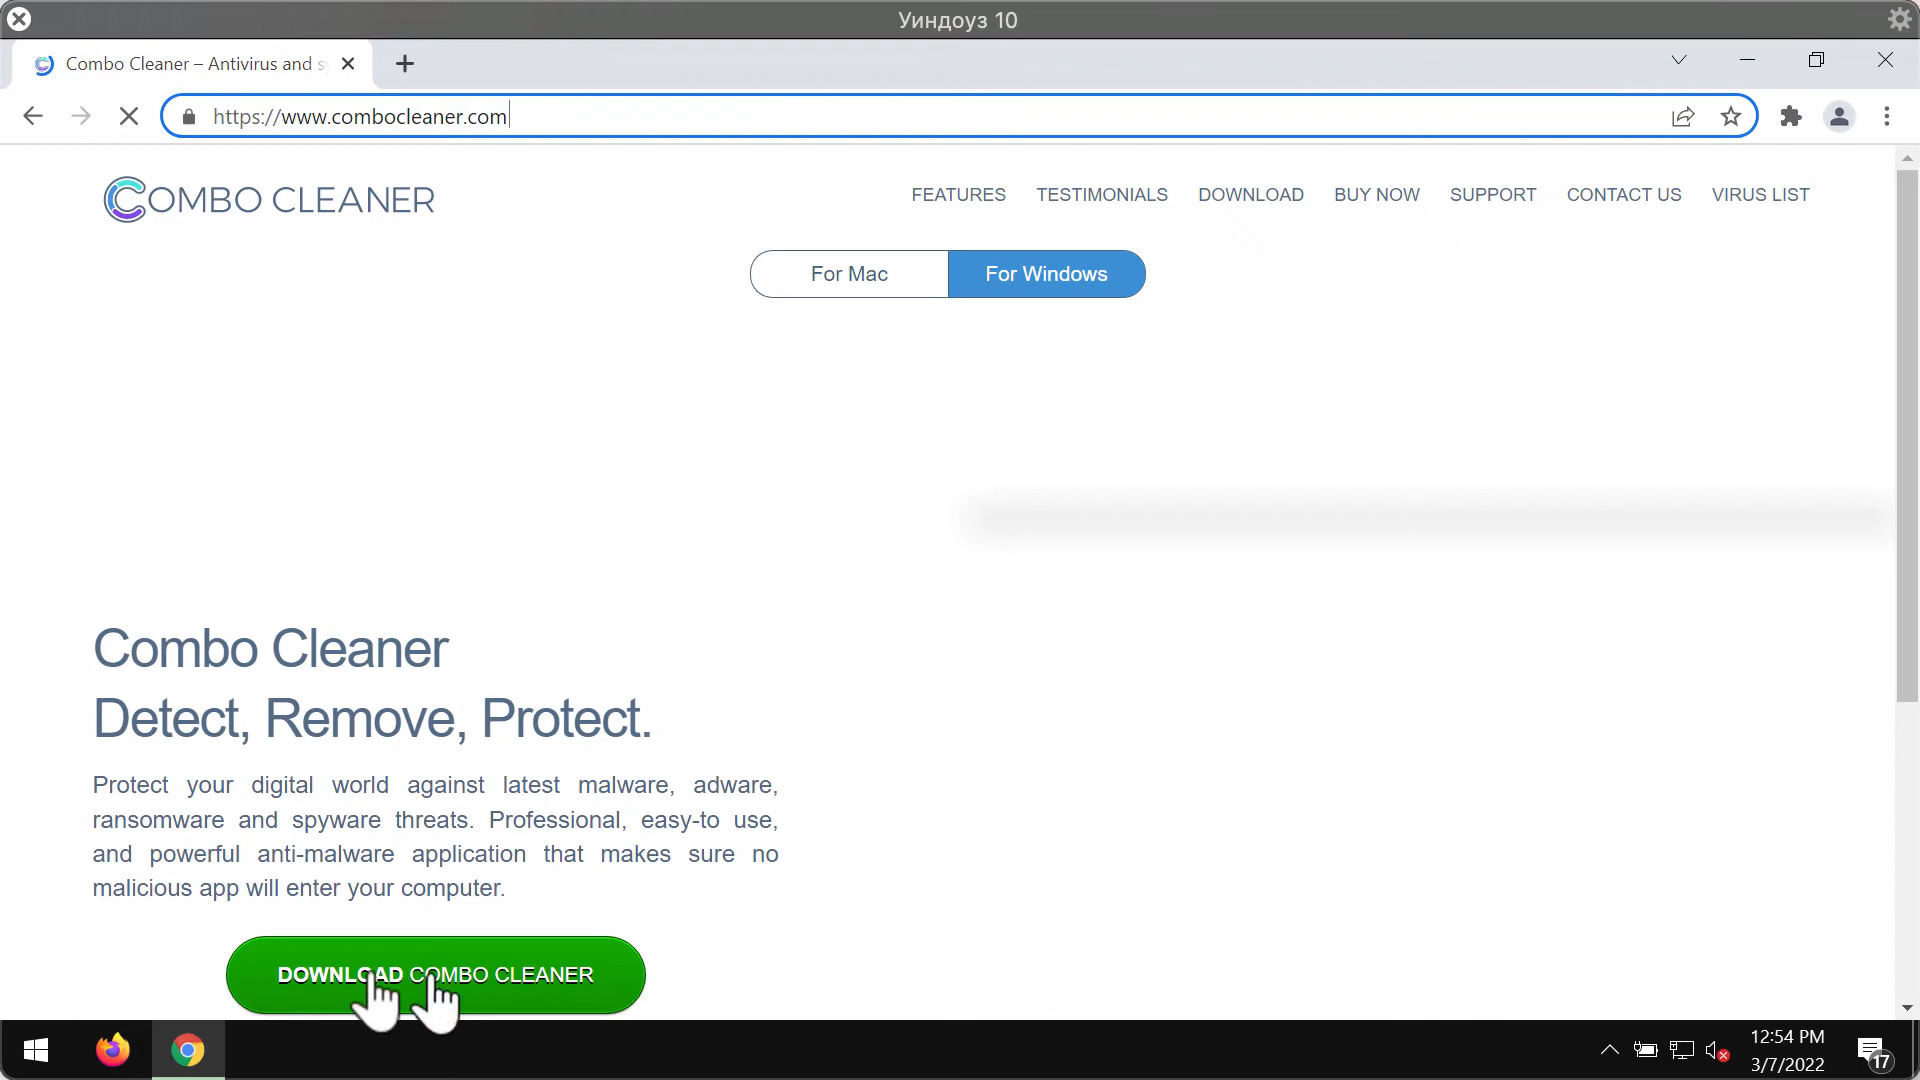 Уиндоуз 10
Combo Cleaner – Antivirus and s
https://www.combocleaner.com
COMBO CLEANER
FEATURES TESTIMONIALS DOWNLOAD BUY NOW SUPPORT CONTACT US VIRUS LIST
For Mac For Windows
Combo Cleaner
Detect, Remove, Protect.
Protect your digital world against latest malware, adware,
ransomware and spyware threats. Professional, easy-to use,
and powerful anti-malware application that makes sure no
malicious app will enter your computer.
DOWNLOAD COMBO CLEANER
12:54 PM
3/7/2022
17